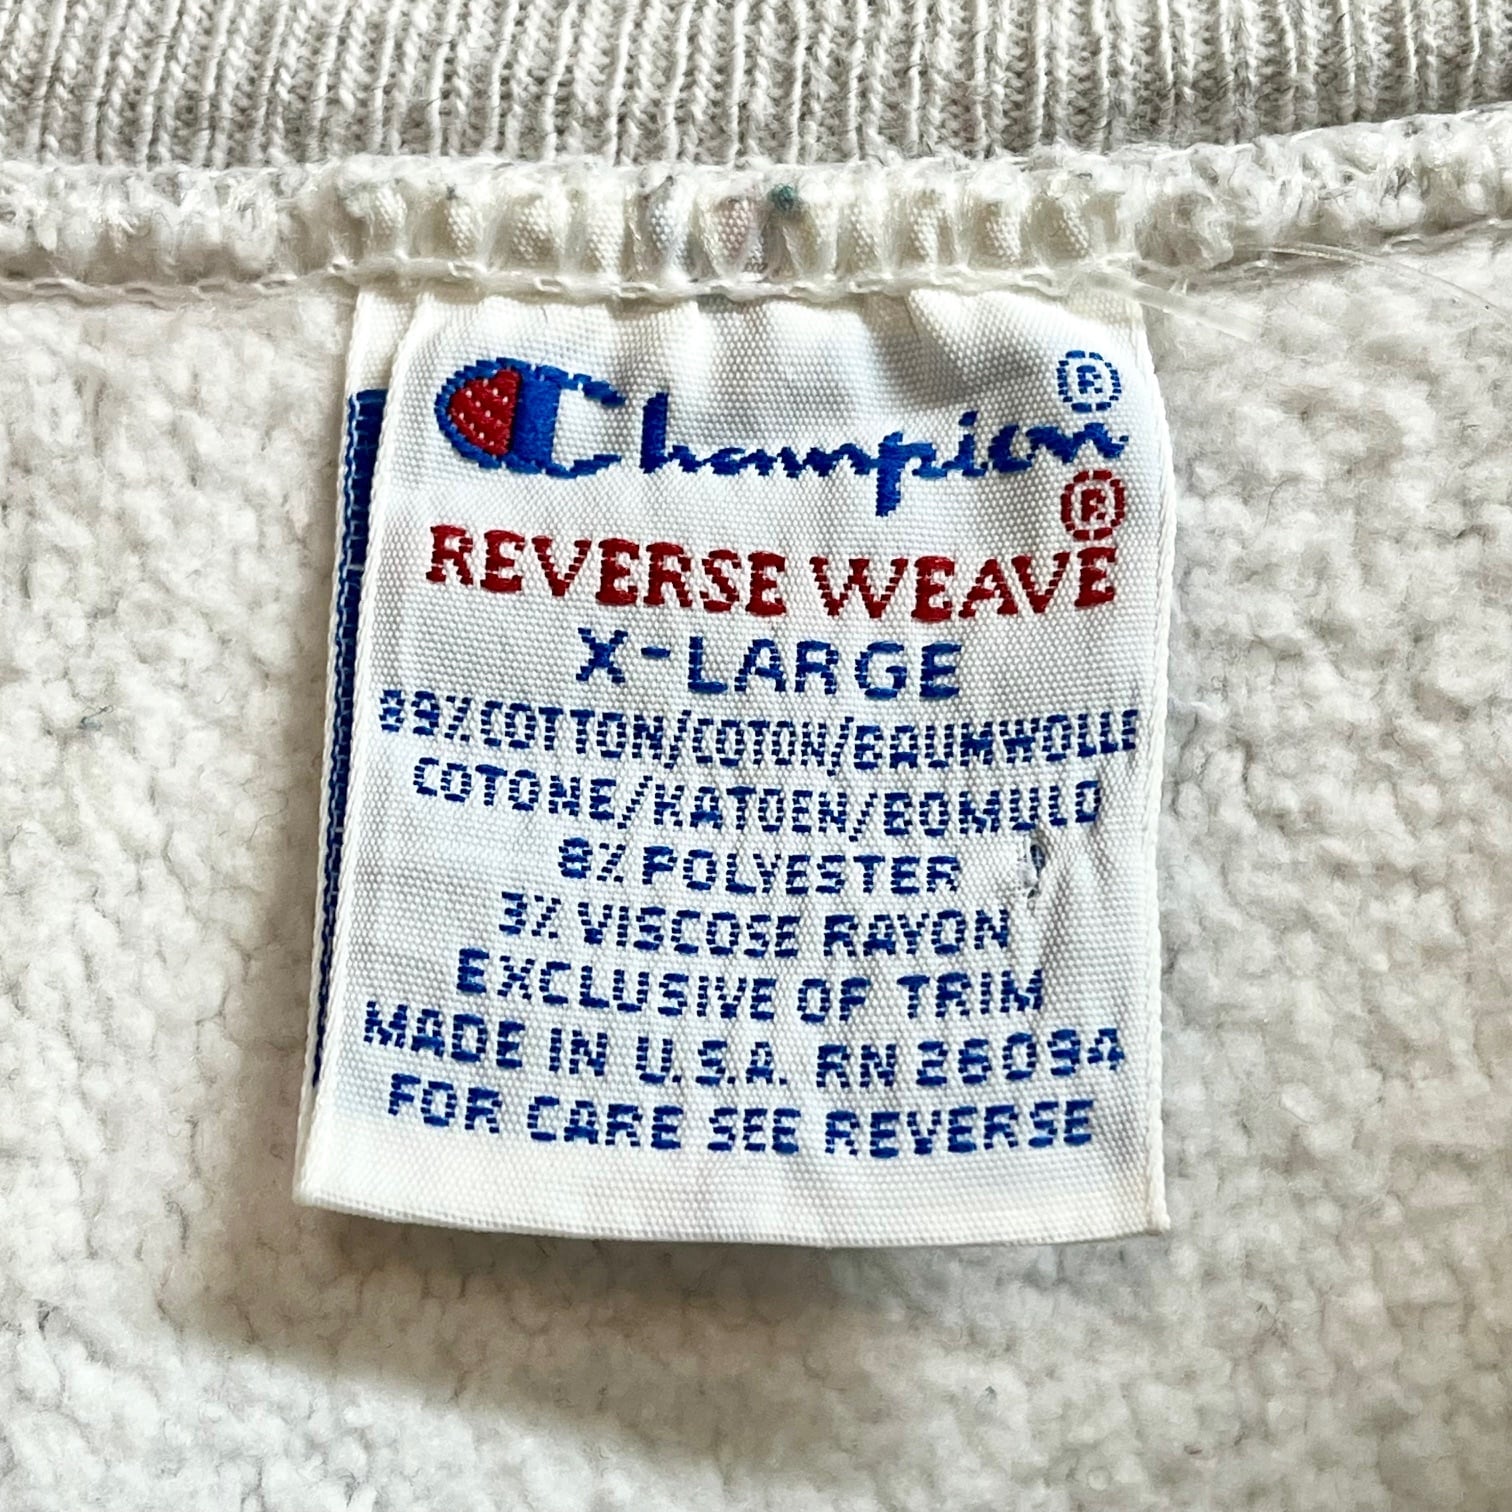 Champion®
REVERSE WEAVE®
X-LARGE
89% COTTON/COTON/BAUMWOLLE
COTONE/KATOEN/BOMULD
8% POLYESTER
3% VISCOSE RAYON
EXCLUSIVE OF TRIM
MADE IN U.S.A. RN 26094
FOR CARE SEE REVERSE